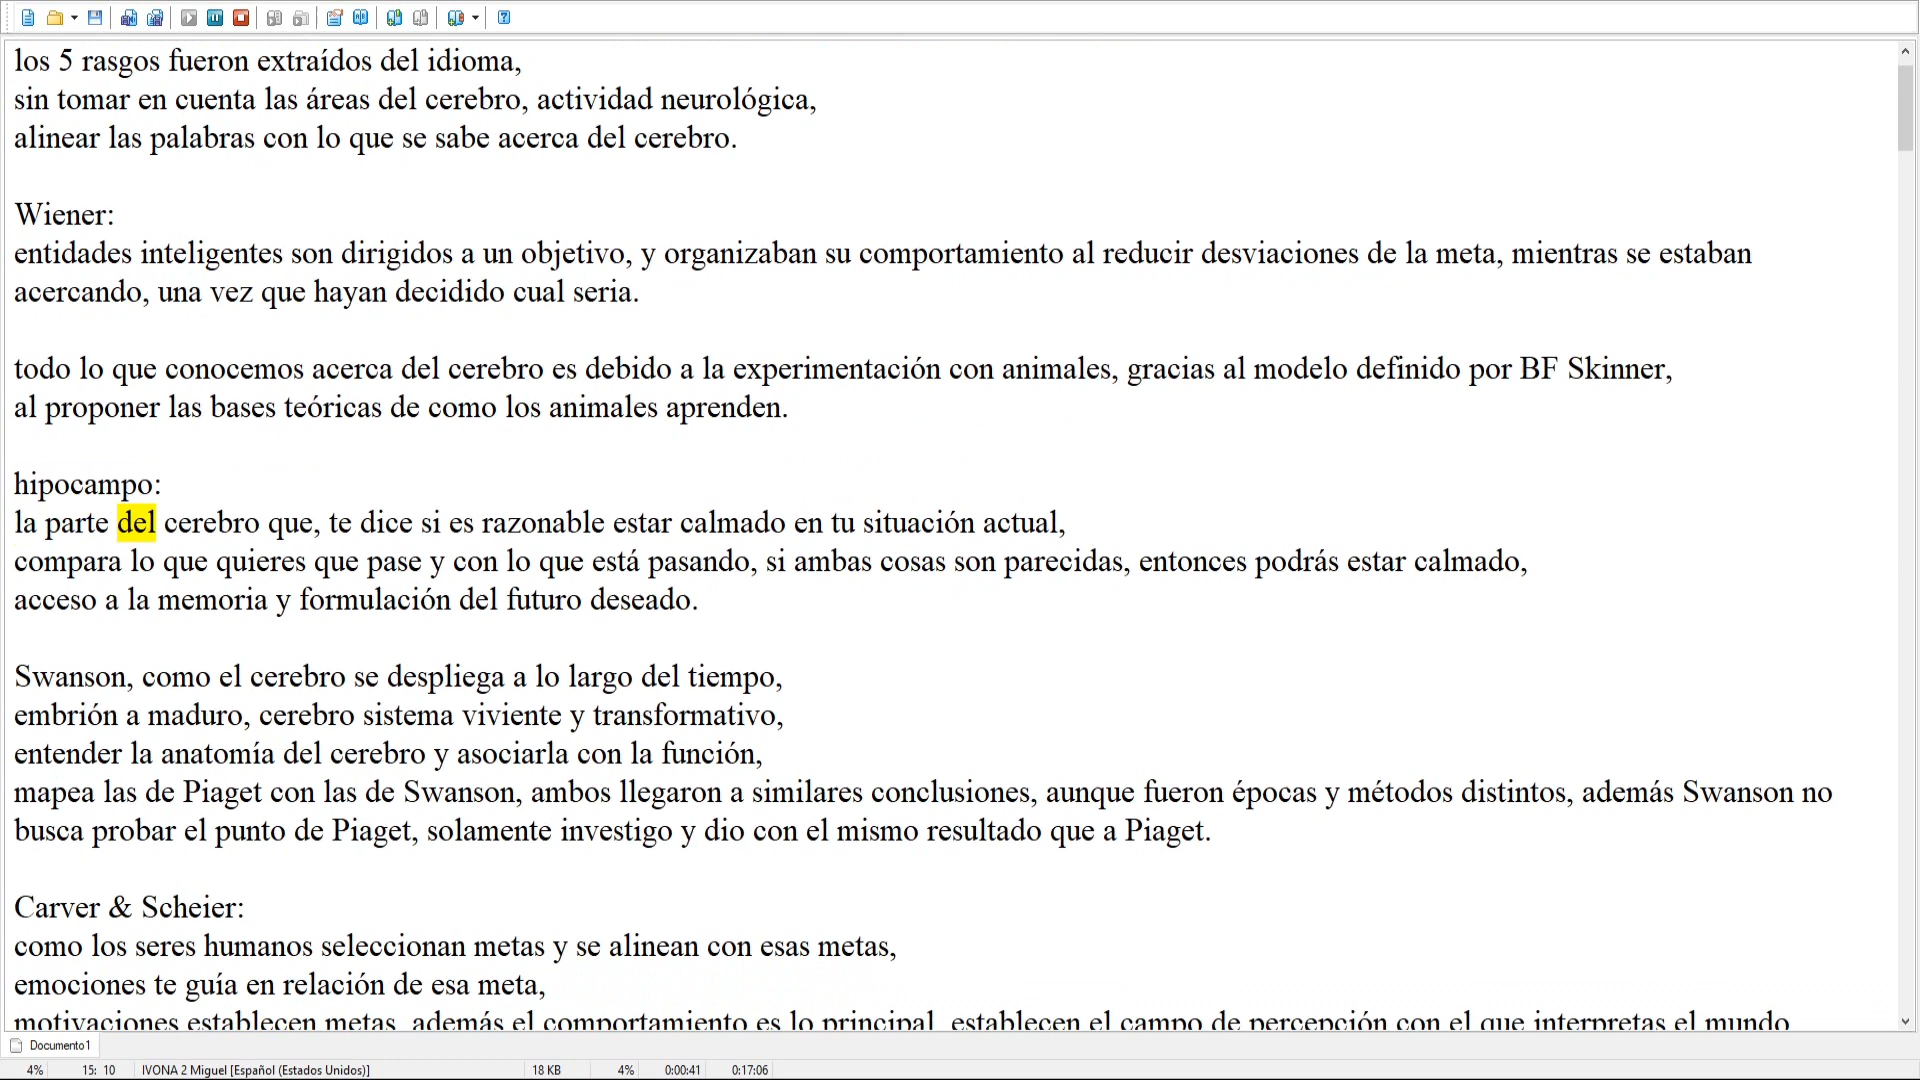 los 5 rasgos fueron extraídos del idioma,
sin tomar en cuenta las áreas del cerebro, actividad neurológica,
alinear las palabras con lo que se sabe acerca del cerebro.
Wiener:
entidades inteligentes son dirigidos a un objetivo, y organizaban su comportamiento al reducir desviaciones de la meta, mientras se estaban
acercando, una vez que hayan decidido cual seria.
todo lo que conocemos acerca del cerebro es debido a la experimentación con animales, gracias al modelo definido por BF Skinner,
al proponer las bases teóricas de como los animales aprenden.
hipocampo:
la parte del cerebro que, te dice si es razonable estar calmado en tu situación actual,
compara lo que quieres que pase y con lo que está pasando, si ambas cosas son parecidas, entonces podrás estar calmado,
acceso a la memoria y formulación del futuro deseado.
Swanson, como el cerebro se despliega a lo largo del tiempo,
embrión a maduro, cerebro sistema viviente y transformativo,
entender la anatomía del cerebro y asociarla con la función,
mapea las de Piaget con las de Swanson, ambos llegaron a similares conclusiones, aunque fueron épocas y métodos distintos, además Swanson no
busca probar el punto de Piaget, solamente investigo y dio con el mismo resultado que a Piaget.
Carver & Scheier:
como los seres humanos seleccionan metas y se alinean con esas metas,
emociones te guía en relación de esa meta,
motivaciones establecen metas, además el comportamiento es lo principal, establecen el campo de percepción con el que interpretas el mundo
Documento1
4% 15: 10 IVONA 2 Miguel [Español (Estados Unidos)] 18 KB 4% 0:00:41 0:17:06